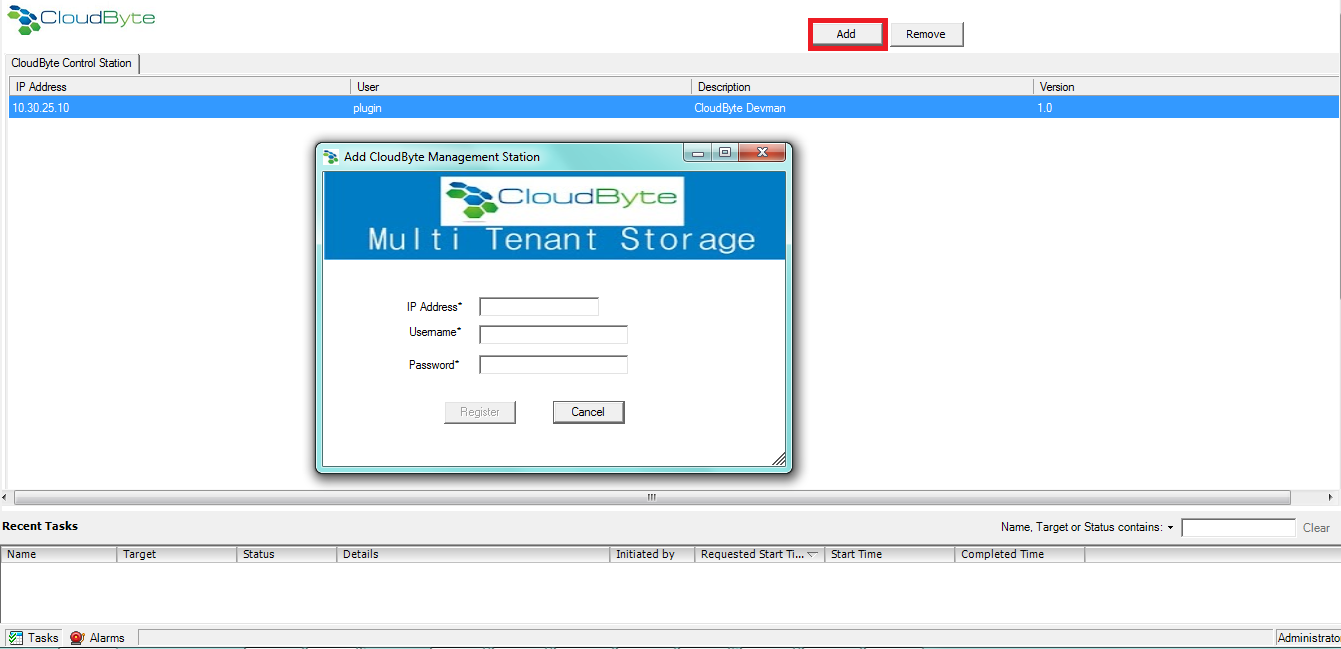 CloudByte
Add Remove
CloudByte Control Station
IP Address User Description Version
10.30.25.10 plugin CloudByte Devman 1.0
Add CloudByte Management Station
CloudByte
Multi Tenant Storage
IP Address*
Username*
Password*
Register Cancel
Recent Tasks Name, Target or Status contains: Clear
Name Target Status Details Initiated by Requested Start Ti... Start Time Completed Time
Tasks Alarms Administrato